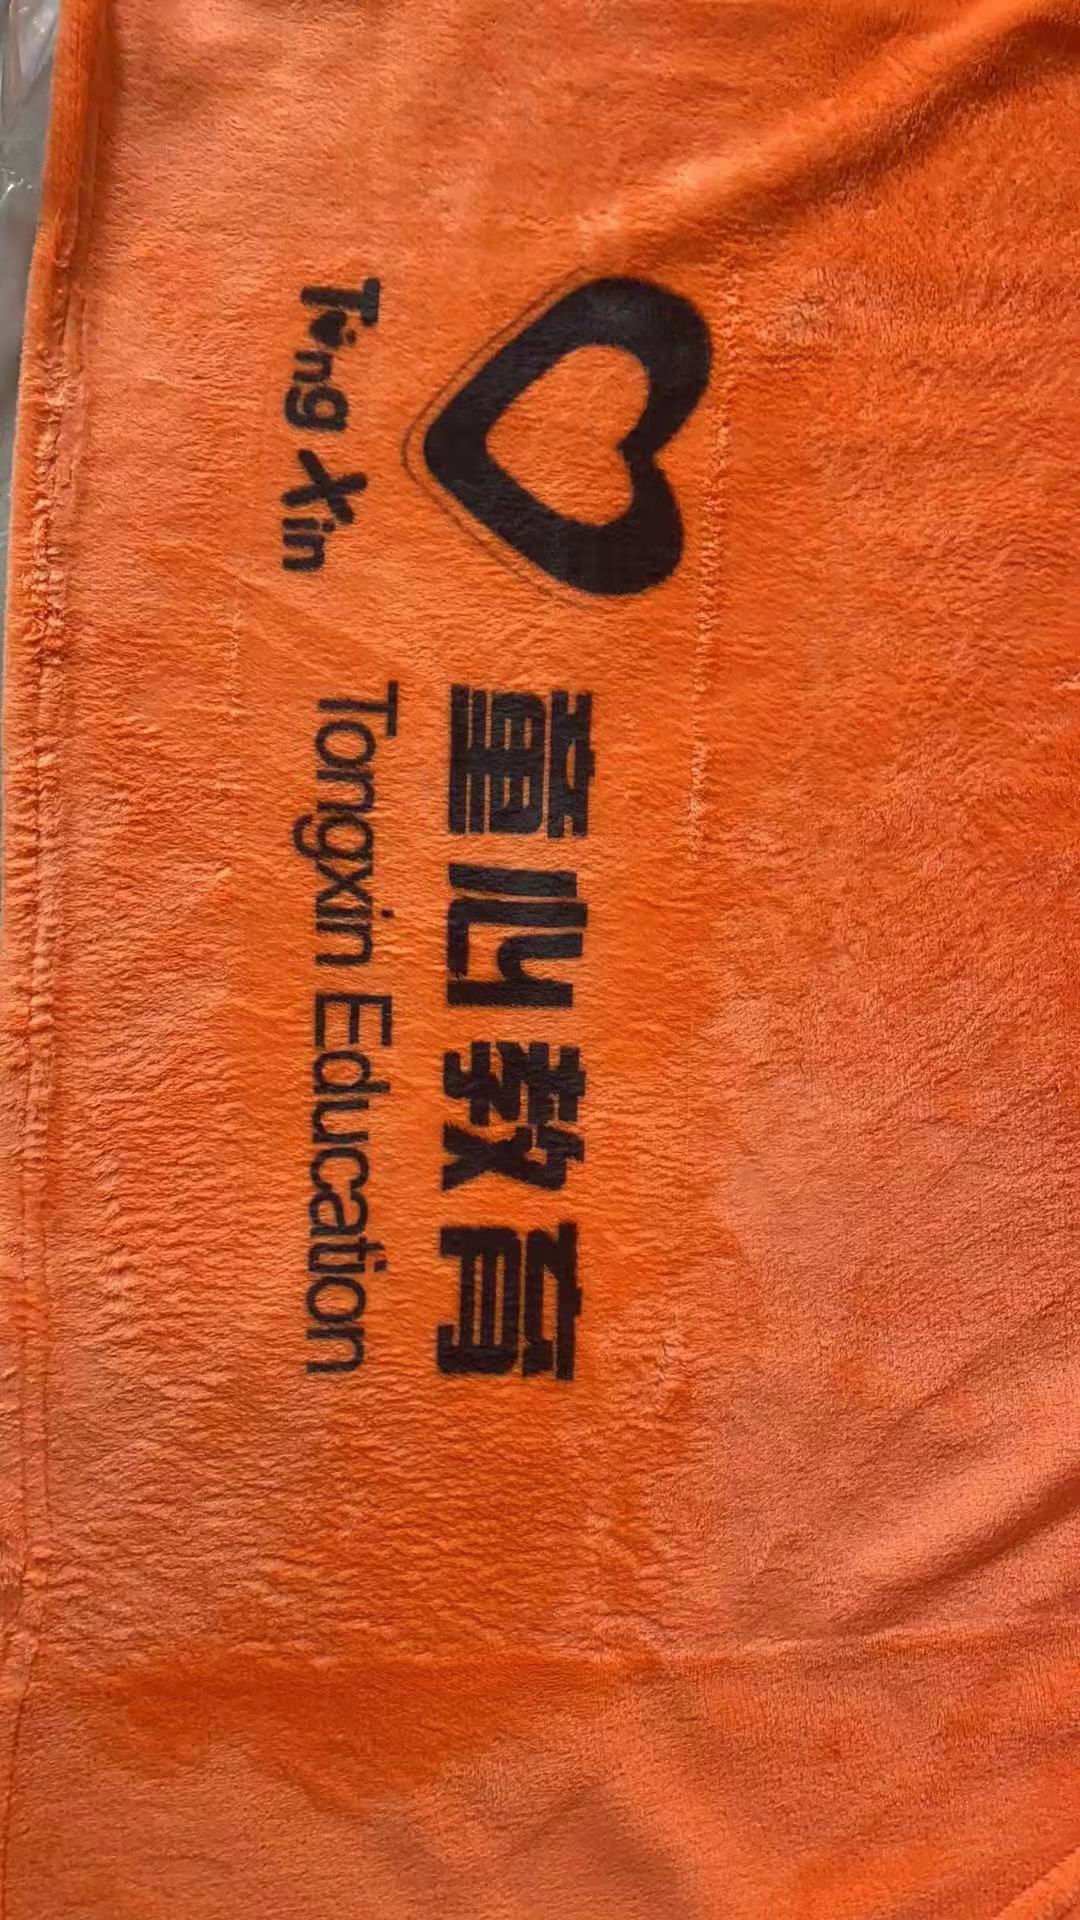 Tong Xin
童心教育
Tongxin Education